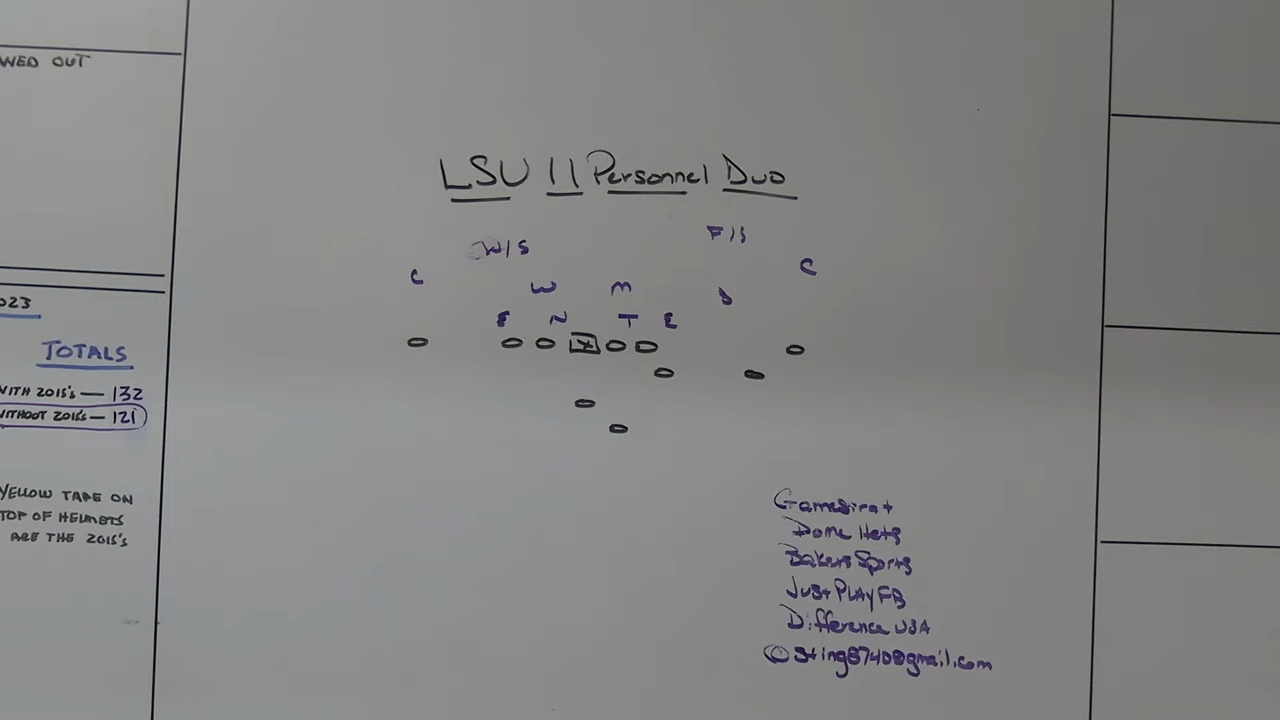 WED OUT
023
TOTALS
WITH 2015's — 132
WITHOUT 2015's — 121
YELLOW TAPE ON
TOP OF HELMETS
ARE THE 2015's
LSU 11 Personnel Duo
W/S F/S
C C
W M S
E N T E
X
Gamestrat
Dome Hats
Bakers Sports
Just PLAY FB
Difference USA
sting8740@gmail.com